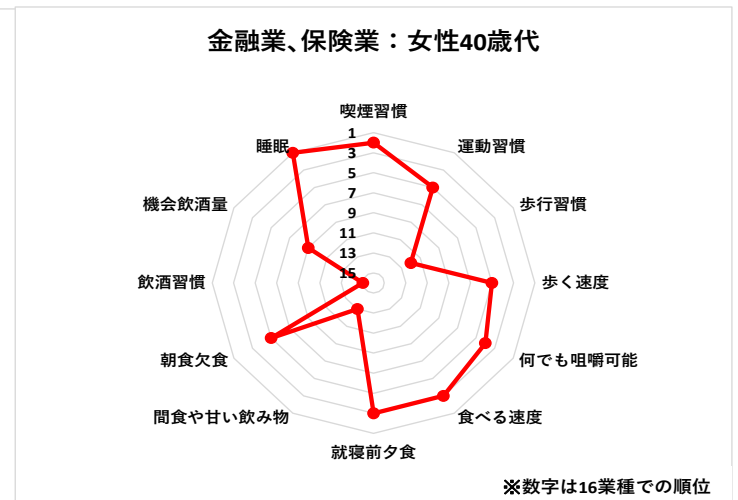 金融業、保険業 : 女性40歳代
喫煙習慣
運動習慣
歩行習慣
歩く速度
何でも咀嚼可能
食べる速度
就寝前夕食
間食や甘い飲み物
朝食欠食
飲酒習慣
機会飲酒量
睡眠
1
3
5
7
9
11
13
15
※数字は16業種での順位